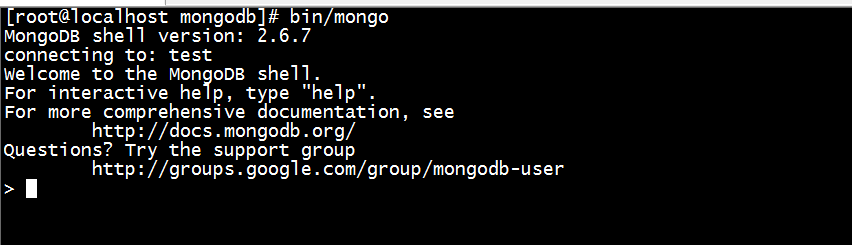 [root@localhost mongodb]# bin/mongo
MongoDB shell version: 2.6.7
connecting to: test
Welcome to the MongoDB shell.
For interactive help, type "help".
For more comprehensive documentation, see
        http://docs.mongodb.org/
Questions? Try the support group
        http://groups.google.com/group/mongodb-user
>